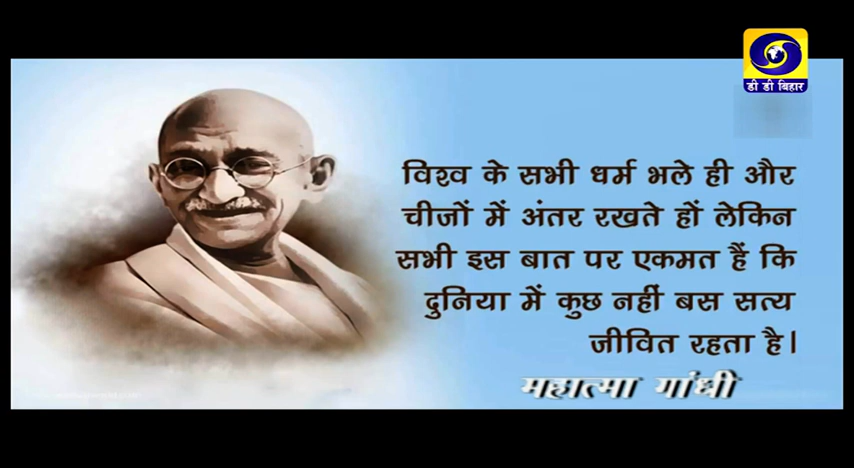 डी डी बिहार
विश्व के सभी धर्म भले ही और
चीजों में अंतर रखते हों लेकिन
सभी इस बात पर एकमत हैं कि
दुनिया में कुछ नहीं बस सत्य
जीवित रहता है।
महात्मा गांधी